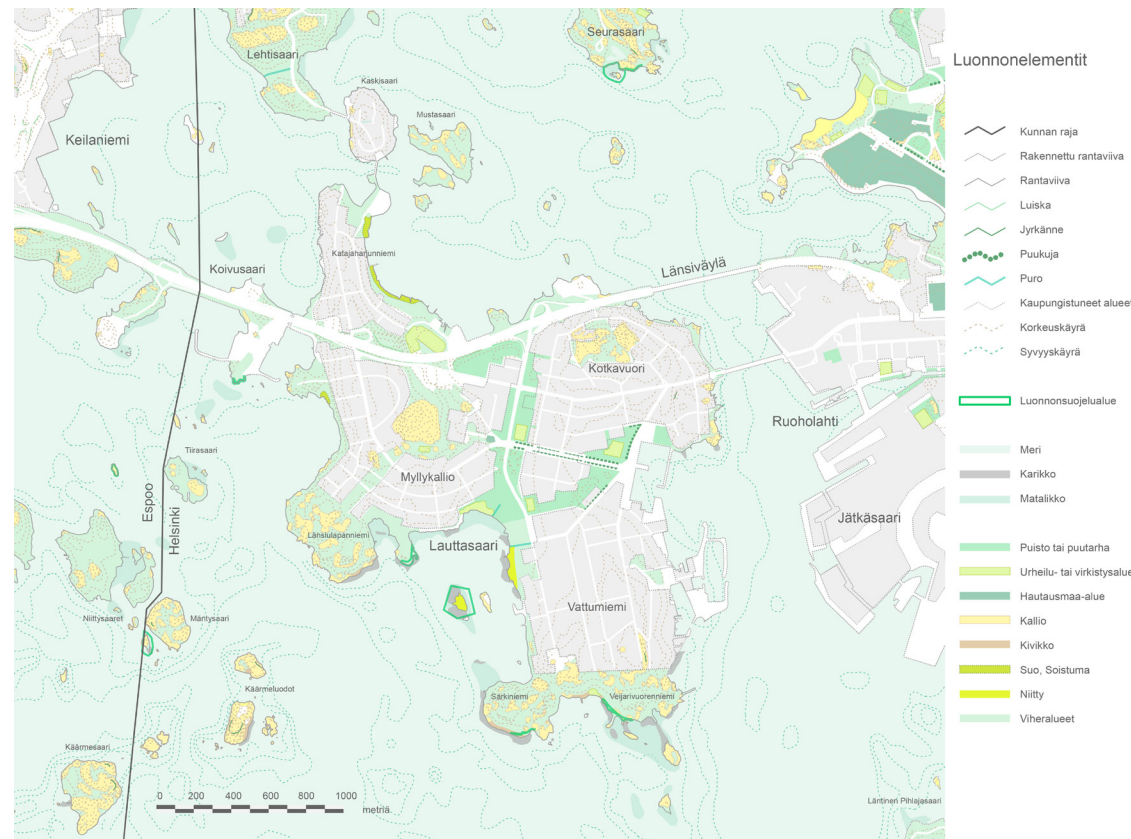 Luonnonelementit
Kunnan raja
Rakennettu rantaviiva
Rantaviiva
Luiska
Jyrkänne
Puukuja
Puro
Kaupungistuneet alueet
Korkeuskäyrä
Syvyyskäyrä
Luonnonsuojelualue
Meri
Karikko
Matalikko
Puisto tai puutarha
Urheilu- tai virkistysalue
Hautausmaa-alue
Kallio
Kivikko
Suo, Soistuma
Niitty
Viheralueet
Seurasaari
Lehtisaari
Kaskisaari
Mustasaari
Keilaniemi
Katajaharjunniemi
Koivusaari
Länsiväylä
Kotkavuori
Ruoholahti
Tiirasaari
Myllykallio
Espoo
Helsinki
Jätkäsaari
Länsiulapanniemi
Lauttasaari
Vattumiemi
Niittysaaret
Mäntysaari
Käärmeluodot
Särkiniemi
Veijarivuorenniemi
Käärmesaari
0 200 400 600 800 1000
metriä
Läntinen Pihlajasaari